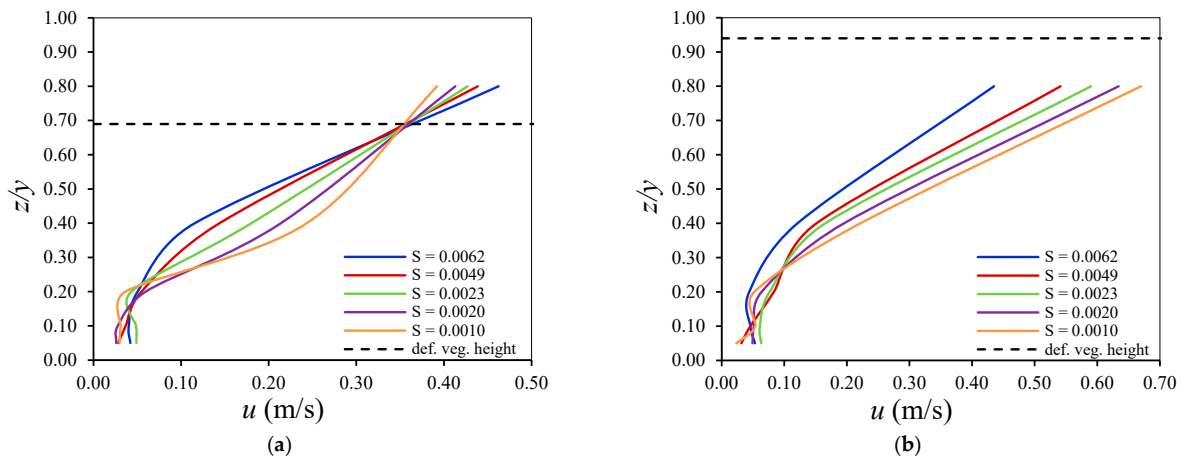 1.00
0.90
0.80
0.70
0.60
0.50
0.40
0.30
0.20
0.10
0.00
z/y
S = 0.0062
S = 0.0049
S = 0.0023
S = 0.0020
S = 0.0010
def. veg. height
0.00 0.10 0.20 0.30 0.40 0.50
u (m/s)
(a)
1.00
0.90
0.80
0.70
0.60
0.50
0.40
0.30
0.20
0.10
0.00
z/y
S = 0.0062
S = 0.0049
S = 0.0023
S = 0.0020
S = 0.0010
def. veg. height
0.00 0.10 0.20 0.30 0.40 0.50 0.60 0.70
u (m/s)
(b)